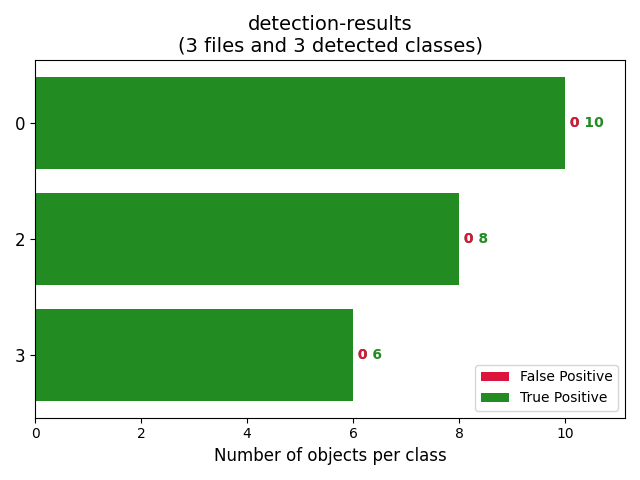 detection-results
(3 files and 3 detected classes)
0
0 10
2
0 8
3
0 6
False Positive
True Positive
0 2 4 6 8 10
Number of objects per class